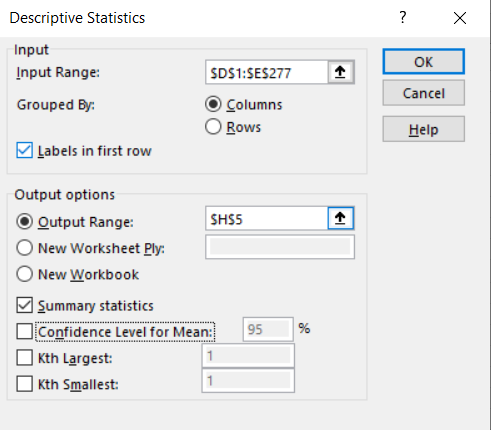 Descriptive Statistics ? ×
Input
Input Range: $D$1:$E$277
Grouped By: Columns
Rows
Labels in first row
OK
Cancel
Help
Output options
Output Range: $H$5
New Worksheet Ply:
New Workbook
Summary statistics
Confidence Level for Mean: 95 %
Kth Largest: 1
Kth Smallest: 1